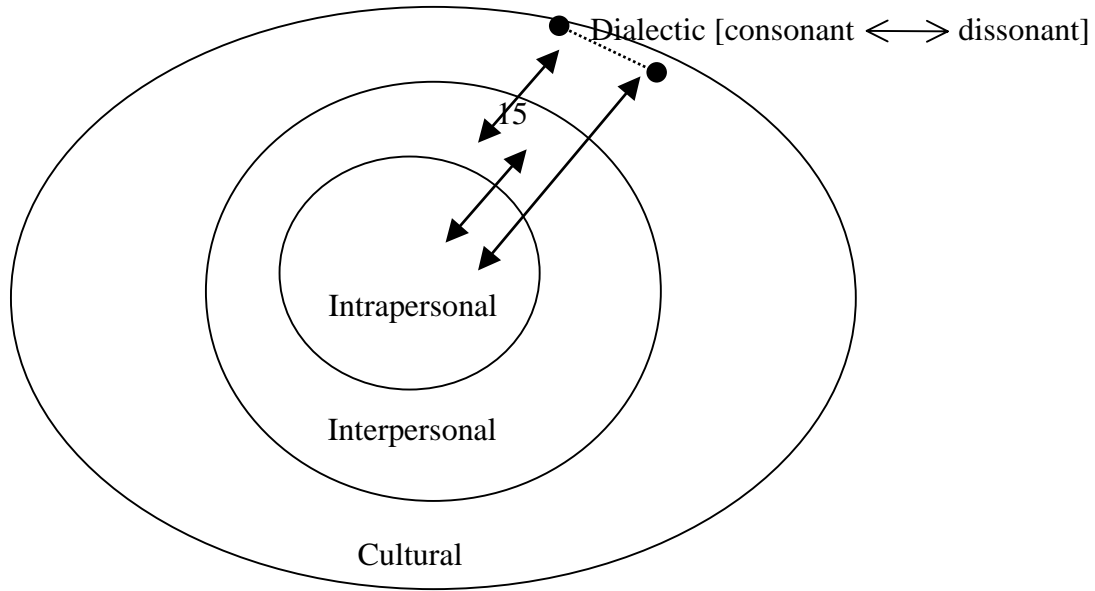 Dialectic [consonant ⟷ dissonant]
15
Intrapersonal
Interpersonal
Cultural